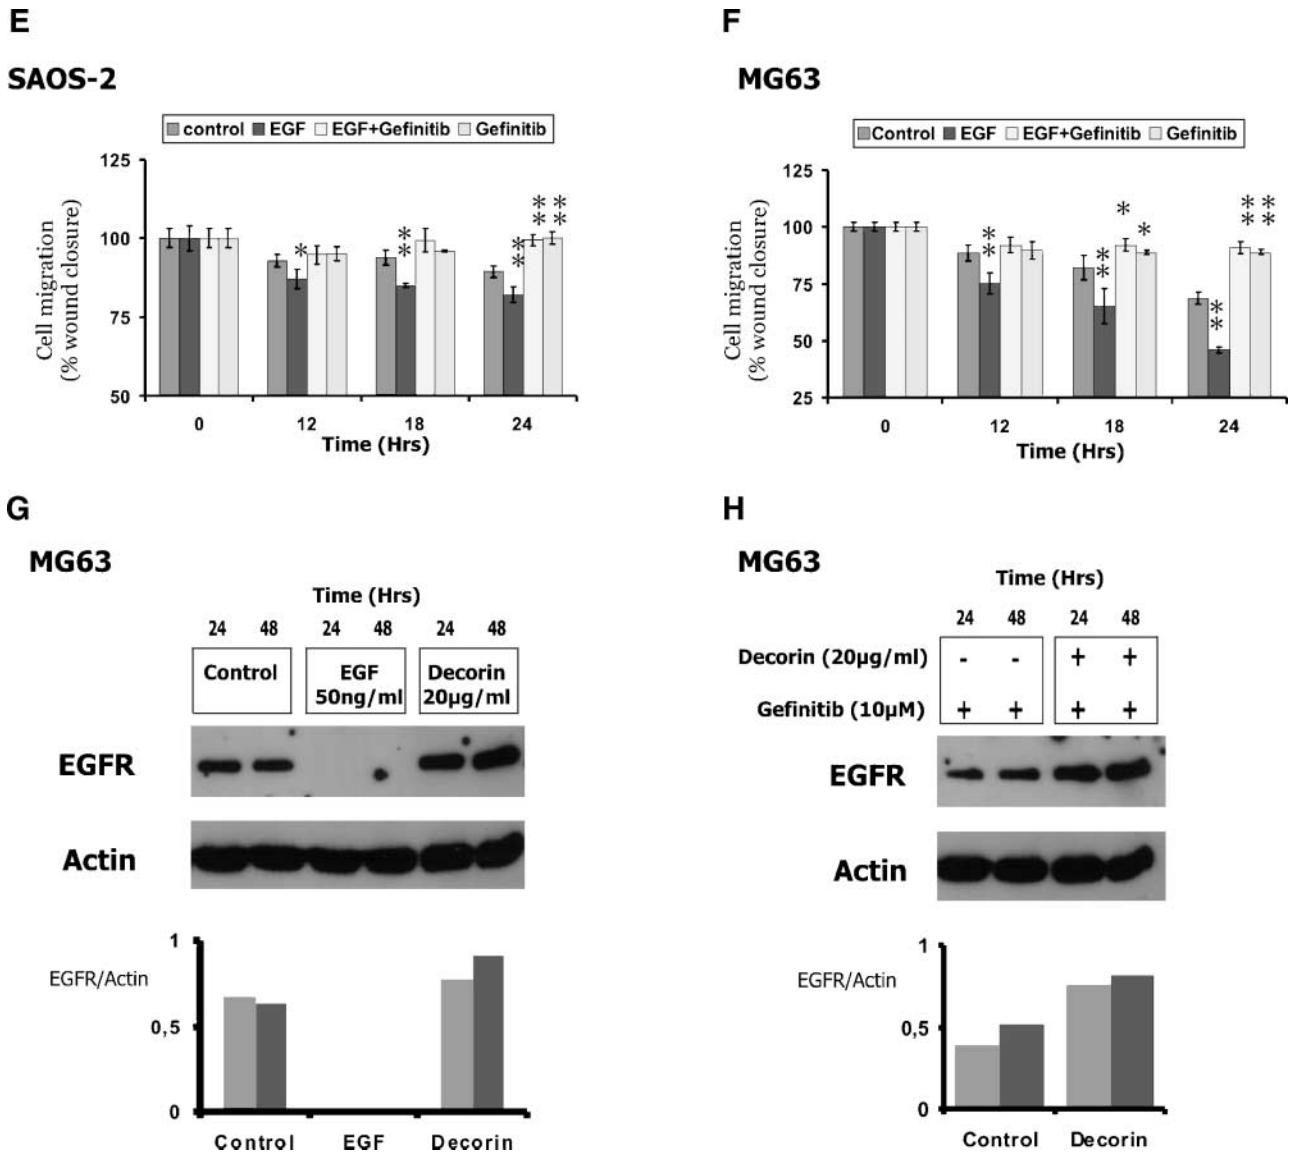 E
SAOS-2
control EGF EGF+Gefinitib Gefinitib
125
100
75
50
Cell migration
(% wound closure)
* ** ** ** **
0 12 18 24
Time (Hrs)
F
MG63
Control EGF EGF+Gefinitib Gefinitib
125
100
75
50
25
Cell migration
(% wound closure)
** ** * * ** ** **
0 12 18 24
Time (Hrs)
G
MG63
Time (Hrs)
24 48 24 48 24 48
Control EGF Decorin
50ng/ml 20µg/ml
EGFR
Actin
1
EGFR/Actin
0,5
0
Control EGF Decorin
H
MG63
Time (Hrs)
24 48 24 48
Decorin (20µg/ml) - - + +
Gefinitib (10µM) + + + +
EGFR
Actin
1
EGFR/Actin
0,5
0
Control Decorin